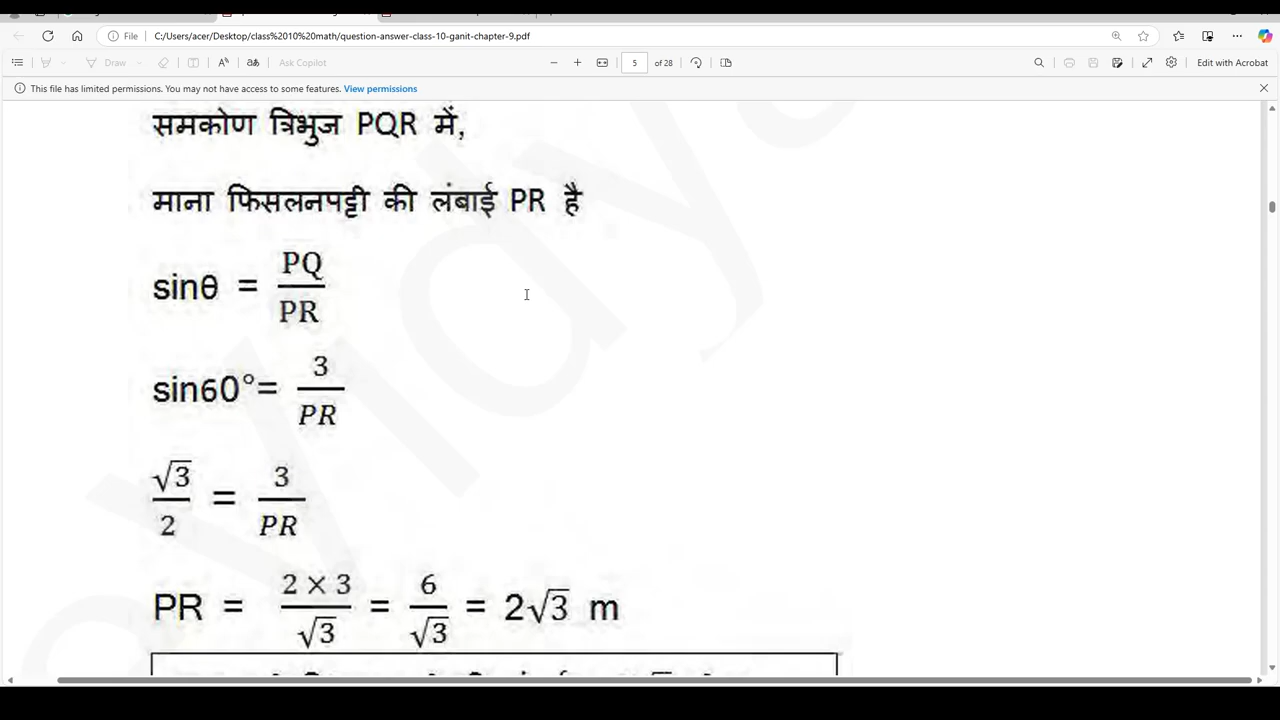 File C:/Users/acer/Desktop/class%2010%20math/question-answer-class-10-ganit-chapter-9.pdf
Draw Ask Copilot 5 of 28 Edit with Acrobat
This file has limited permissions. You may not have access to some features. View permissions
समकोण त्रिभुज PQR में,
माना फिसलनपट्टी की लंबाई PR है
sinθ = PQ/PR
sin60°= 3/PR
√3/2 = 3/PR
PR = 2 × 3/√3 = 6/√3 = 2√3 m